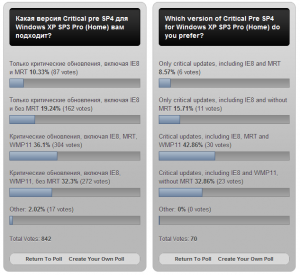 Какая версия Critical pre SP4 для
Windows XP SP3 Pro (Home) вам
подходит?
Только критические обновления, включая IE8
и MRT 10.33% (87 votes)
Только критические обновления, включая IE8
и без MRT 19.24% (162 votes)
Критические обновления, включая IE8, MRT,
WMP11 36.1% (304 votes)
Критические обновления, включая IE8,
WMP11, без MRT 32.3% (272 votes)
Other: 2.02% (17 votes)
Total Votes: 842
Return To Poll Create Your Own Poll
Which version of Critical Pre SP4
for Windows XP SP3 Pro (Home) do
you prefer?
Only critical updates, including IE8 and MRT
8.57% (6 votes)
Only critical updates, including IE8 and without
MRT 15.71% (11 votes)
Critical updates, including IE8, MRT and
WMP11 42.86% (30 votes)
Critical updates, including IE8 and WMP11,
without MRT 32.86% (23 votes)
Other: 0% (0 votes)
Total Votes: 70
Return To Poll Create Your Own Poll